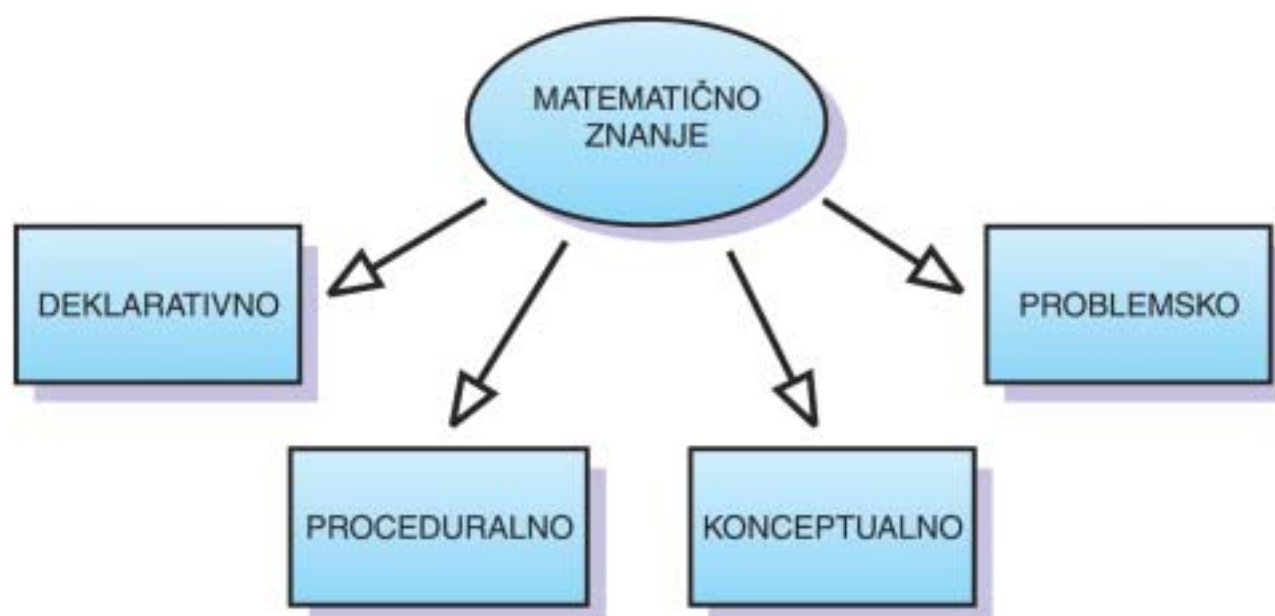 MATEMATIČNO
ZNANJE
DEKLARATIVNO
PROBLEMSKO
PROCEDURALNO
KONCEPTUALNO